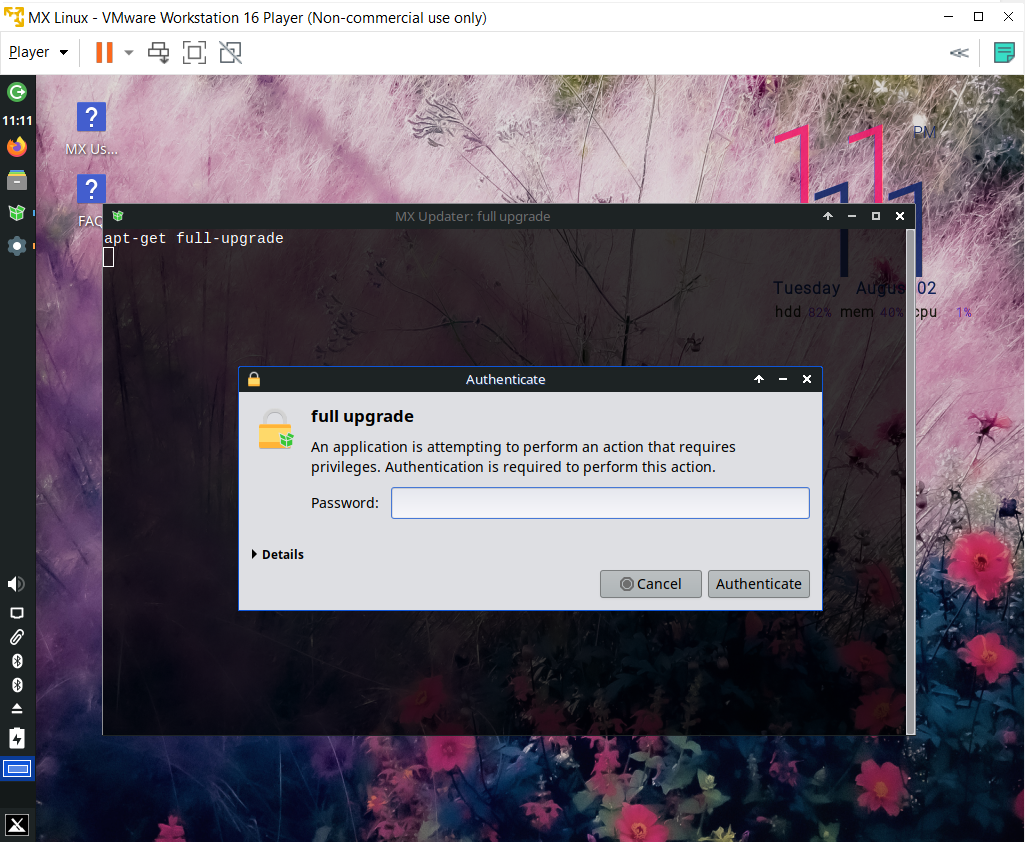 MX Linux - VMware Workstation 16 Player (Non-commercial use only)
Player
11:11
?
MX Us...
?
FAQ
11
PM
11
Tuesday August 02
hdd 82% mem 40% cpu 1%
MX Updater: full upgrade
apt-get full-upgrade
Authenticate
full upgrade
An application is attempting to perform an action that requires
privileges. Authentication is required to perform this action.
Password:
Details
Cancel
Authenticate